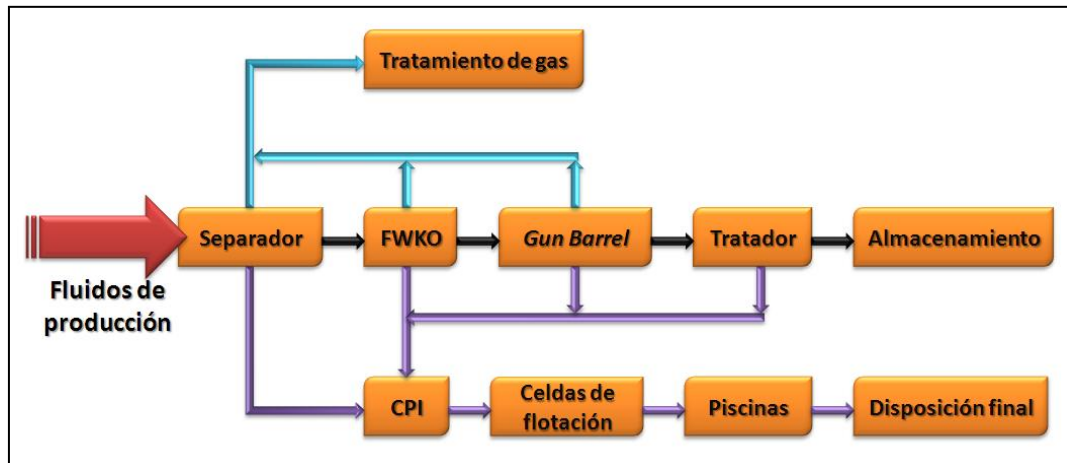 Tratamiento de gas
Separador
FWKO
Gun Barrel
Tratador
Almacenamiento
Fluidos de
producción
CPI
Celdas de
flotación
Piscinas
Disposición final